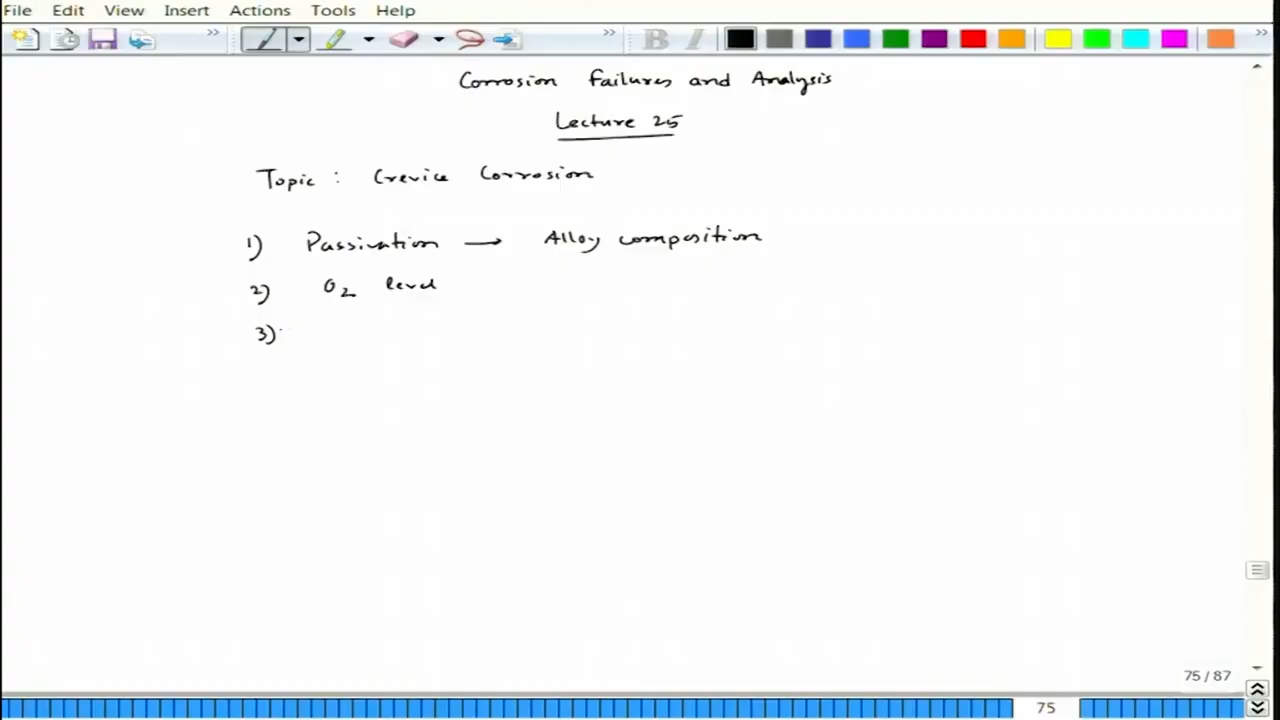 File Edit View Insert Actions Tools Help
B I
Corrosion Failures and Analysis
Lecture 25
Topic : Crevice Corrosion
1) Passivation → Alloy composition
2) O2 level
3)
75 / 87
75